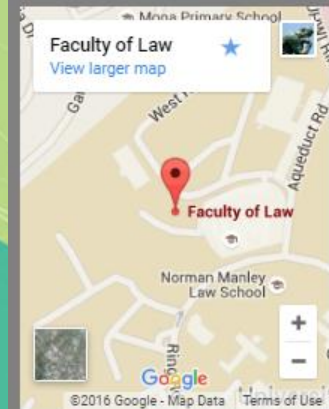 Mona Primary School
Faculty of Law
View larger map
West
Aqueduct Rd
Faculty of Law
Norman Manley
Law School
Ring
+
−
Google
©2016 Google - Map Data Terms of Use